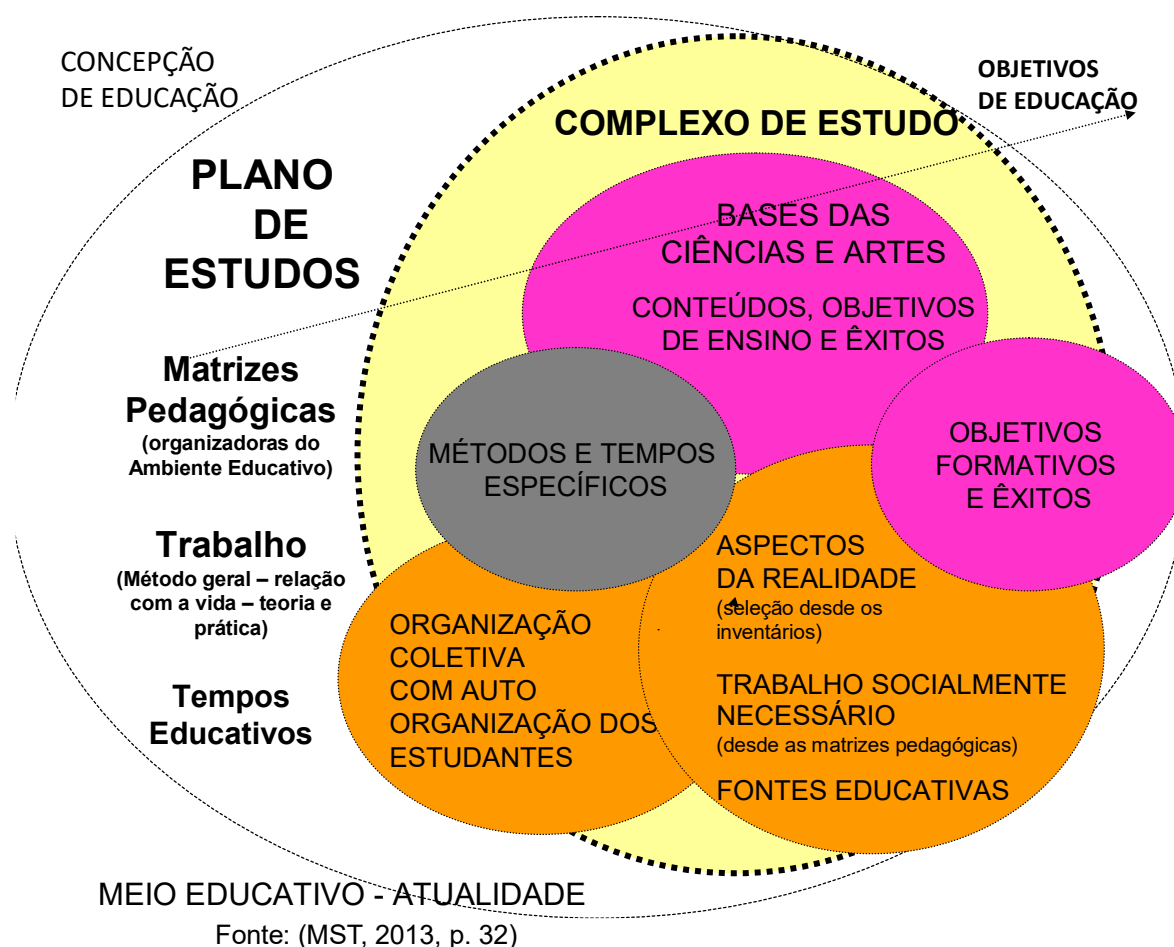 CONCEPÇÃO
DE EDUCAÇÃO
OBJETIVOS
DE EDUCAÇÃO
PLANO
DE
ESTUDOS
COMPLEXO DE ESTUDO
BASES DAS
CIÊNCIAS E ARTES
CONTEÚDOS, OBJETIVOS
DE ENSINO E ÊXITOS
Matrizes
Pedagógicas
(organizadoras do
Ambiente Educativo)
MÉTODOS E TEMPOS
ESPECÍFICOS
OBJETIVOS
FORMATIVOS
E ÊXITOS
Trabalho
(Método geral – relação
com a vida – teoria e
prática)
Tempos
Educativos
ORGANIZAÇÃO
COLETIVA
COM AUTO
ORGANIZAÇÃO DOS
ESTUDANTES
ASPECTOS
DA REALIDADE
(seleção desde os
inventários)
TRABALHO SOCIALMENTE
NECESSÁRIO
(desde as matrizes pedagógicas)
FONTES EDUCATIVAS
MEIO EDUCATIVO - ATUALIDADE
Fonte: (MST, 2013, p. 32)